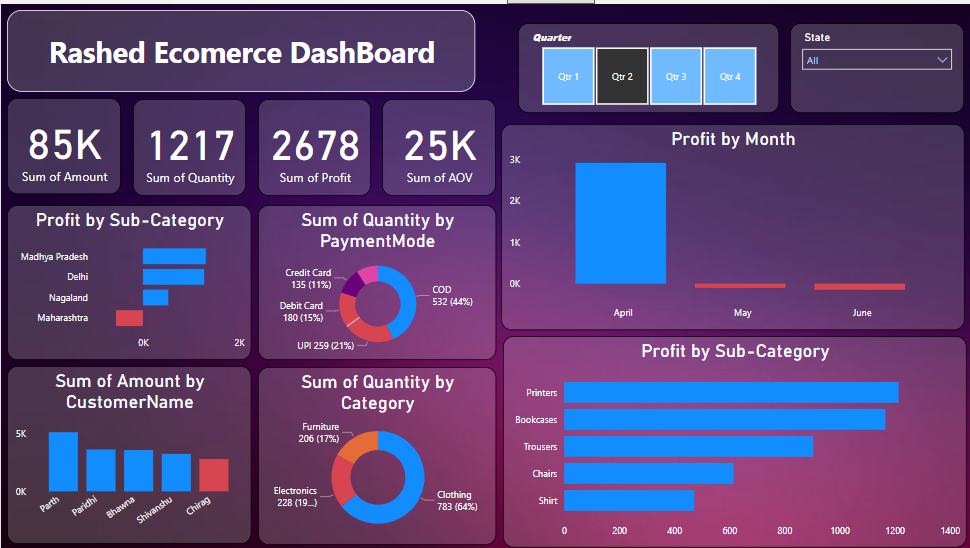 Rashed Ecomerce DashBoard
Quarter
Qtr 1
Qtr 2
Qtr 3
Qtr 4
State
All
85K
Sum of Amount
1217
Sum of Quantity
2678
Sum of Profit
25K
Sum of AOV
Profit by Month
3K
2K
1K
0K
April
May
June
Profit by Sub-Category
Madhya Pradesh
Delhi
Nagaland
Maharashtra
0K
2K
Sum of Quantity by
PaymentMode
Credit Card
135 (11%)
Debit Card
180 (15%)
UPI 259 (21%)
COD
532 (44%)
Profit by Sub-Category
Printers
Bookcases
Trousers
Chairs
Shirt
0
200
400
600
800
1000
1200
1400
Sum of Amount by
CustomerName
5K
0K
Parth
Paridhi
Bhawna
Shivanshu
Chirag
Sum of Quantity by
Category
Furniture
206 (17%)
Electronics
228 (19...)
Clothing
783 (64%)